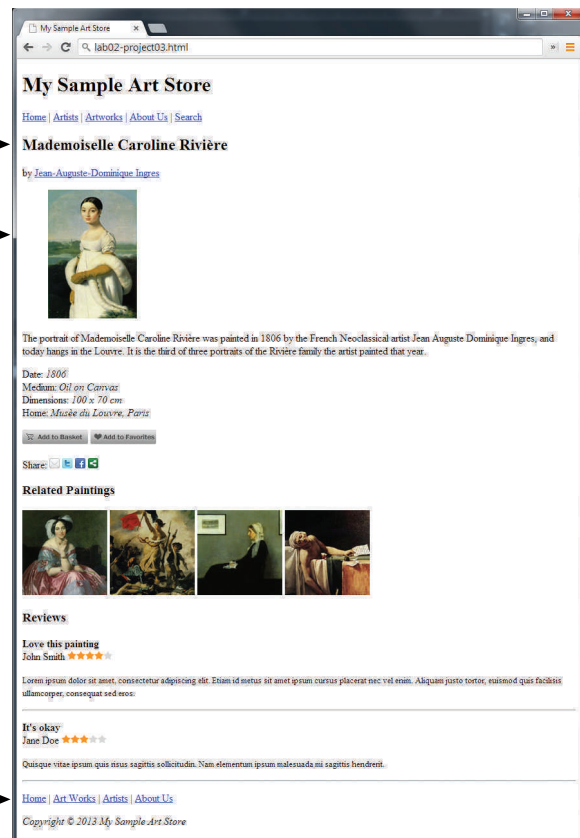 My Sample Art Store
lab02-project03.html
My Sample Art Store
Home | Artists | Artworks | About Us | Search
Mademoiselle Caroline Rivière
by Jean-Auguste-Dominique Ingres
The portrait of Mademoiselle Caroline Rivière was painted in 1806 by the French Neoclassical artist Jean Auguste Dominique Ingres, and
today hangs in the Louvre. It is the third of three portraits of the Rivière family the artist painted that year.
Date: 1806
Medium: Oil on Canvas
Dimensions: 100 x 70 cm
Home: Musée du Louvre, Paris
Add to Basket Add to Favorites
Share:
Related Paintings
Reviews
Love this painting
John Smith
Lorem ipsum dolor sit amet, consectetur adipiscing elit. Etiam id metus sit amet ipsum cursus placerat nec vel enim. Aliquam justo tortor, euismod quis facilisis
ullamcorper, consequat sed eros.
It's okay
Jane Doe
Quisque vitae ipsum quis risus sagittis sollicitudin. Nam elementum ipsum malesuada mi sagittis hendrerit.
Home | Art Works | Artists | About Us
Copyright © 2013 My Sample Art Store